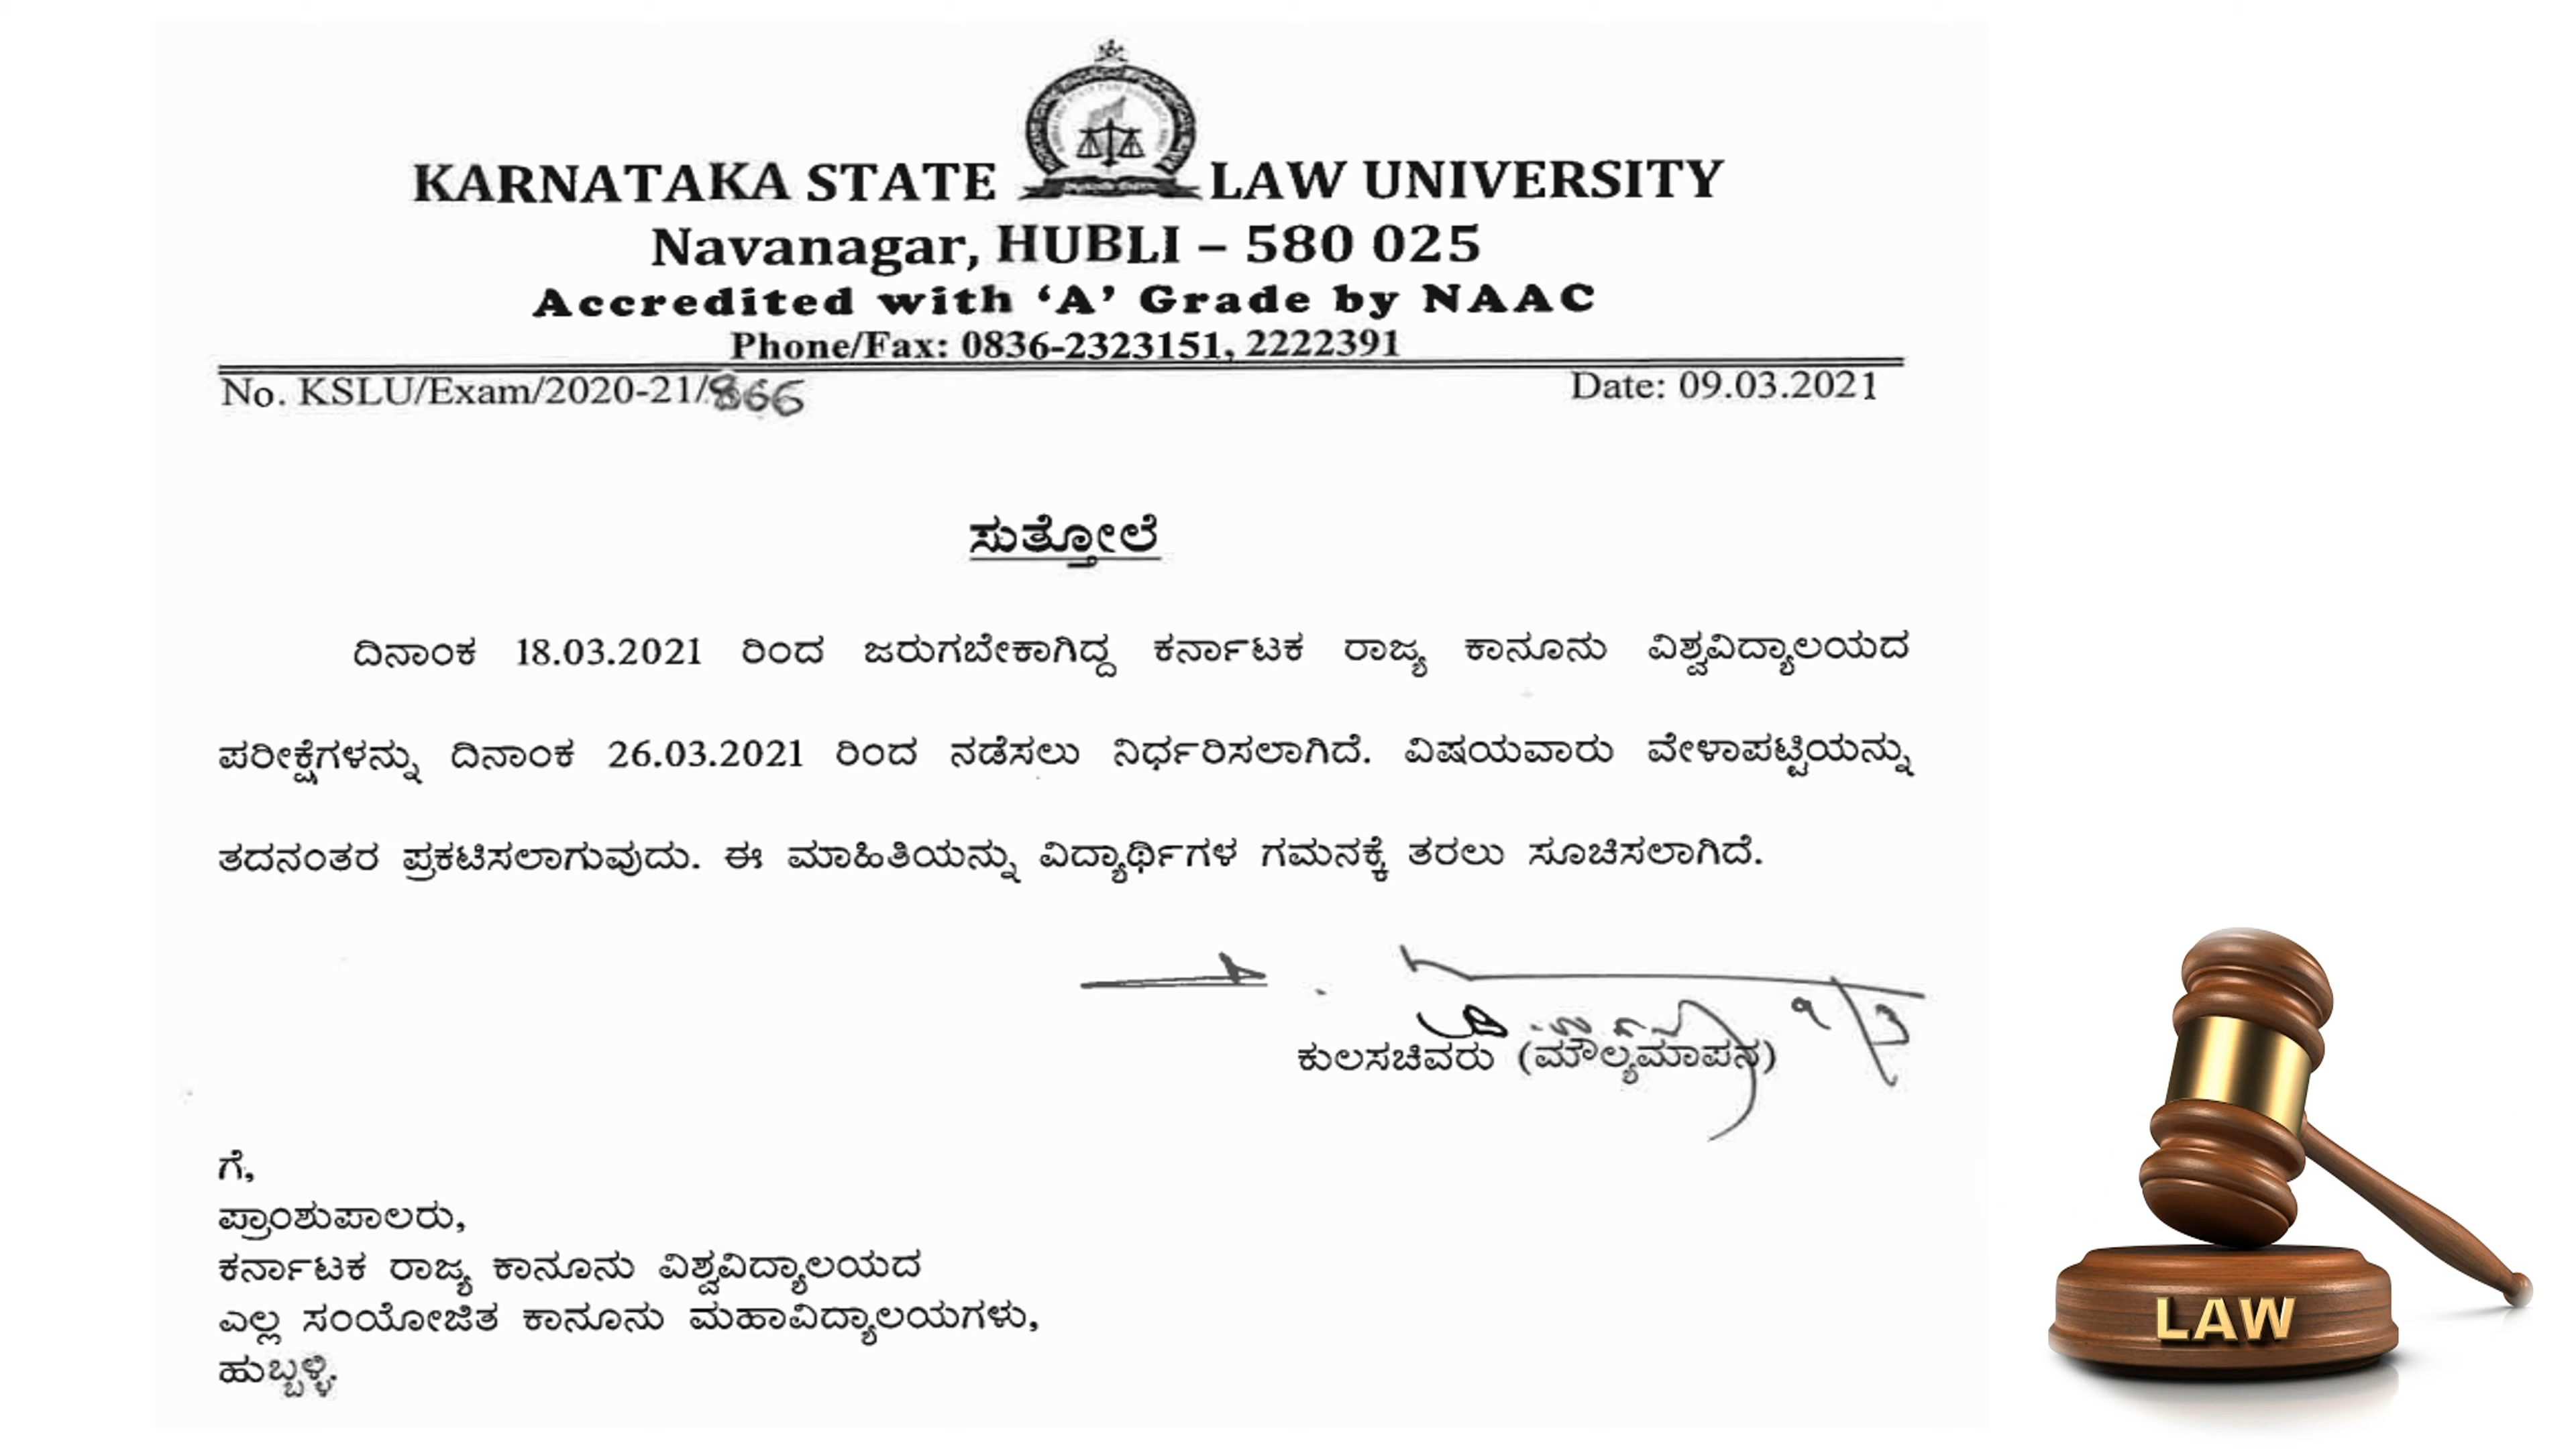 KARNATAKA STATE LAW UNIVERSITY
Navanagar, HUBLI – 580 025
Accredited with ‘A’ Grade by NAAC
Phone/Fax: 0836-2323151, 2222391
No. KSLU/Exam/2020-21/866
Date: 09.03.2021
ಸುತ್ತೋಲೆ
ದಿನಾಂಕ 18.03.2021 ರಿಂದ ಜರುಗಬೇಕಾಗಿದ್ದ ಕರ್ನಾಟಕ ರಾಜ್ಯ ಕಾನೂನು ವಿಶ್ವವಿದ್ಯಾಲಯದ
ಪರೀಕ್ಷೆಗಳನ್ನು ದಿನಾಂಕ 26.03.2021 ರಿಂದ ನಡೆಸಲು ನಿರ್ಧರಿಸಲಾಗಿದೆ. ವಿಷಯವಾರು ವೇಳಾಪಟ್ಟಿಯನ್ನು
ತದನಂತರ ಪ್ರಕಟಿಸಲಾಗುವುದು. ಈ ಮಾಹಿತಿಯನ್ನು ವಿದ್ಯಾರ್ಥಿಗಳ ಗಮನಕ್ಕೆ ತರಲು ಸೂಚಿಸಲಾಗಿದೆ.
9/3
ಕುಲಸಚಿವರು (ಮೌಲ್ಯಮಾಪನ)
ಗೆ,
ಪ್ರಾಂಶುಪಾಲರು,
ಕರ್ನಾಟಕ ರಾಜ್ಯ ಕಾನೂನು ವಿಶ್ವವಿದ್ಯಾಲಯದ
ಎಲ್ಲ ಸಂಯೋಜಿತ ಕಾನೂನು ಮಹಾವಿದ್ಯಾಲಯಗಳು,
ಹುಬ್ಬಳ್ಳಿ.
LAW